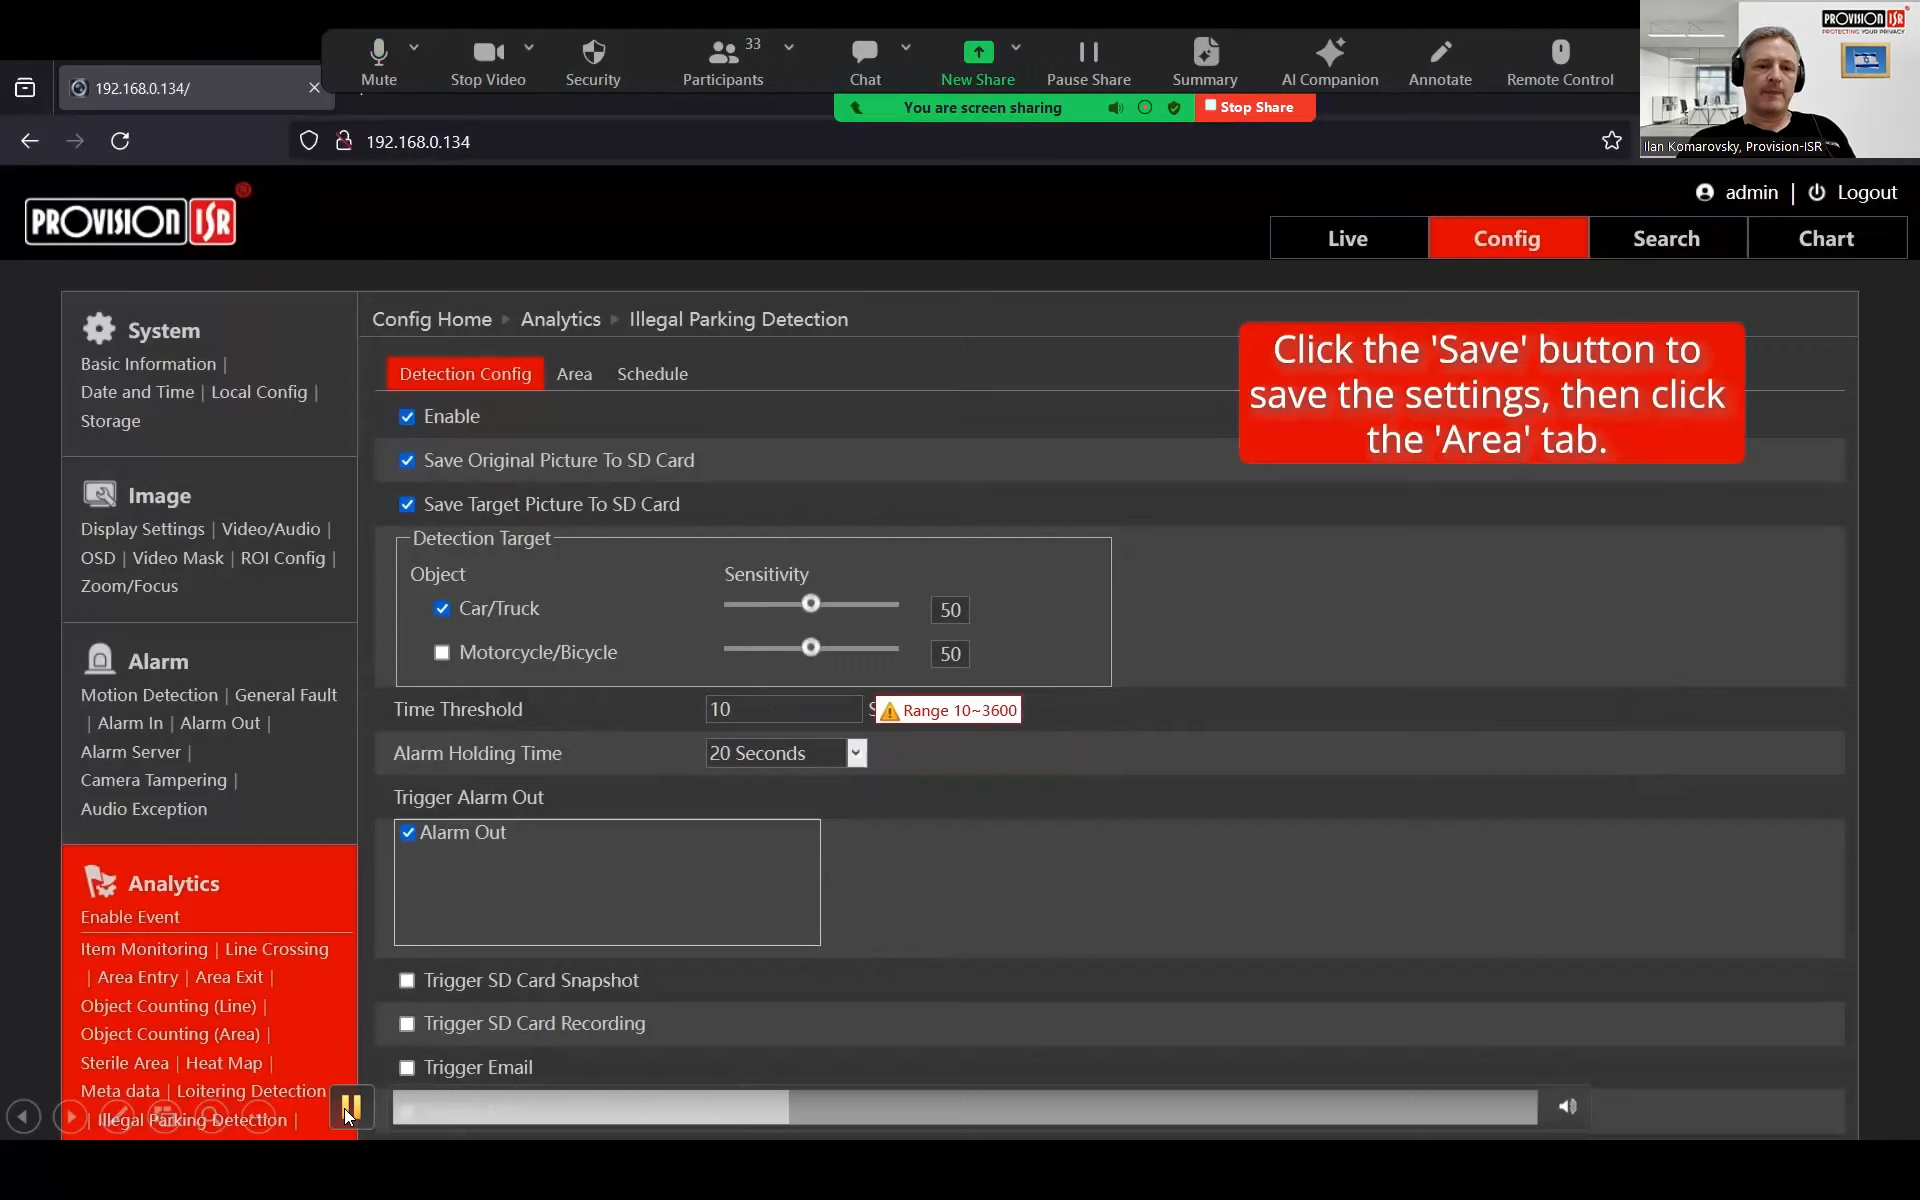 Mute
Stop Video
Security
Participants
33
Chat
New Share
Pause Share
Summary
AI Companion
Annotate
Remote Control
You are screen sharing
Stop Share
PROVISION ISR
PROTECTING YOUR PRIVACY
Ilan Komarovsky, Provision-ISR
192.168.0.134/
192.168.0.134
PROVISION ISR
admin | Logout
Live
Config
Search
Chart
System
Basic Information |
Date and Time | Local Config |
Storage
Image
Display Settings | Video/Audio |
OSD | Video Mask | ROI Config |
Zoom/Focus
Alarm
Motion Detection | General Fault
| Alarm In | Alarm Out |
Alarm Server |
Camera Tampering |
Audio Exception
Analytics
Enable Event
Item Monitoring | Line Crossing
| Area Entry | Area Exit |
Object Counting (Line) |
Object Counting (Area) |
Sterile Area | Heat Map |
Meta data | Loitering Detection
| Illegal Parking Detection |
Config Home Analytics Illegal Parking Detection
Detection Config Area Schedule
Click the 'Save' button to
save the settings, then click
the 'Area' tab.
Enable
Save Original Picture To SD Card
Save Target Picture To SD Card
Detection Target
Object Sensitivity
Car/Truck 50
Motorcycle/Bicycle 50
Time Threshold 10 Range 10~3600
Alarm Holding Time 20 Seconds
Trigger Alarm Out
Alarm Out
Trigger SD Card Snapshot
Trigger SD Card Recording
Trigger Email